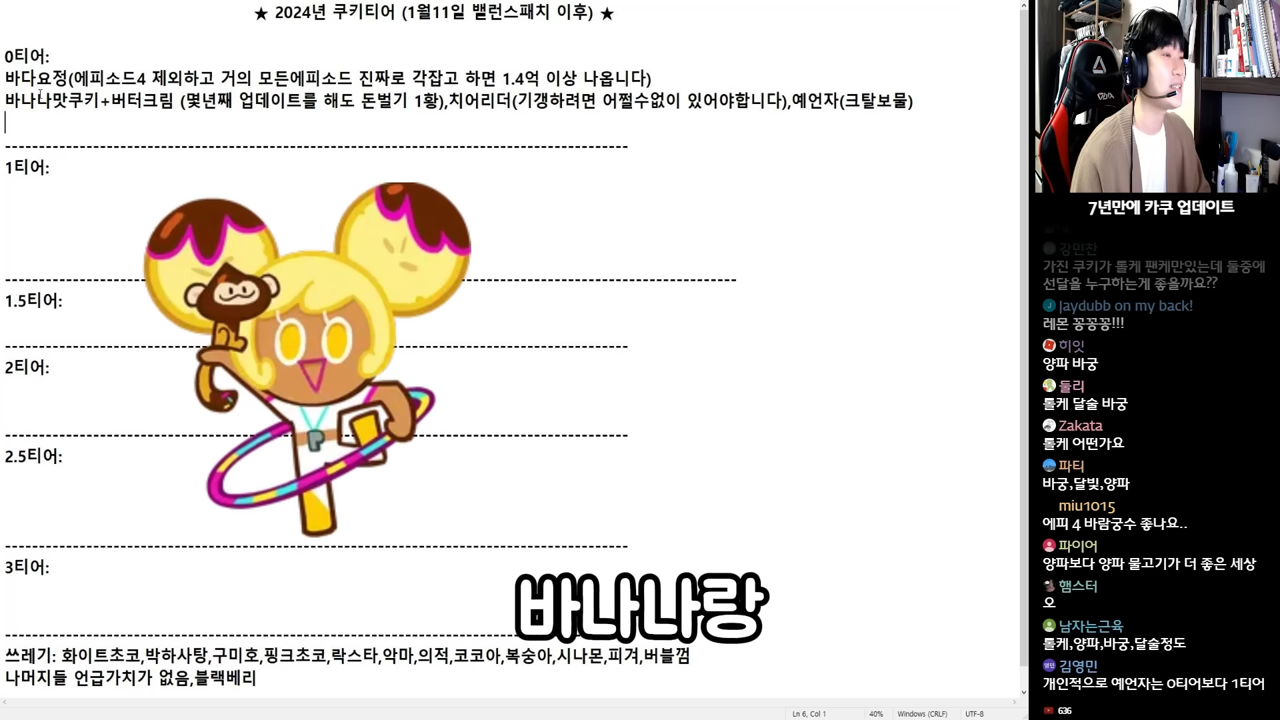 ★ 2024년 쿠키티어 (1월11일 밸런스패치 이후) ★
0티어:
바다요정(에피소드4 제외하고 거의 모든에피소드 진짜로 각잡고 하면 1.4억 이상 나옵니다)
바나나맛쿠키+버터크림 (몇년째 업데이트를 해도 돈벌기 1황),치어리더(기갱하려면 어쩔수없이 있어야합니다),예언자(크탈보물)
--------------------------------------------------------------------------------
1티어:
--------------------------------------------------------------------------------
1.5티어:
--------------------------------------------------------------------------------
2티어:
--------------------------------------------------------------------------------
2.5티어:
--------------------------------------------------------------------------------
3티어:
--------------------------------------------------------------------------------
쓰레기: 화이트초코,박하사탕,구미호,핑크초코,락스타,악마,의적,코코아,복숭아,시나몬,피겨,버블껌
나머지들 언급가치가 없음,블랙베리
P
바나나랑
Ln 6, Col 1 40% Windows (CRLF) UTF-8
7년만에 카쿠 업데이트
강민찬
가진 쿠키가 롤케 팬케만있는데 둘중에
선달을 누구하는게 좋을까요??
Jaydubb on my back!
레몬 꽁꽁꽁!!!
히잇
양파 바궁
둘리
롤케 달술 바궁
Zakata
롤케 어떤가요
파티
바궁,달빛,양파
miu1015
에피 4 바람궁수 좋나요..
파이어
양파보다 양파 물고기가 더 좋은 세상
햄스터
오
남자는근육
롤케,양파,바궁,달술정도
김영민
개인적으로 예언자는 0티어보다 1티어
636